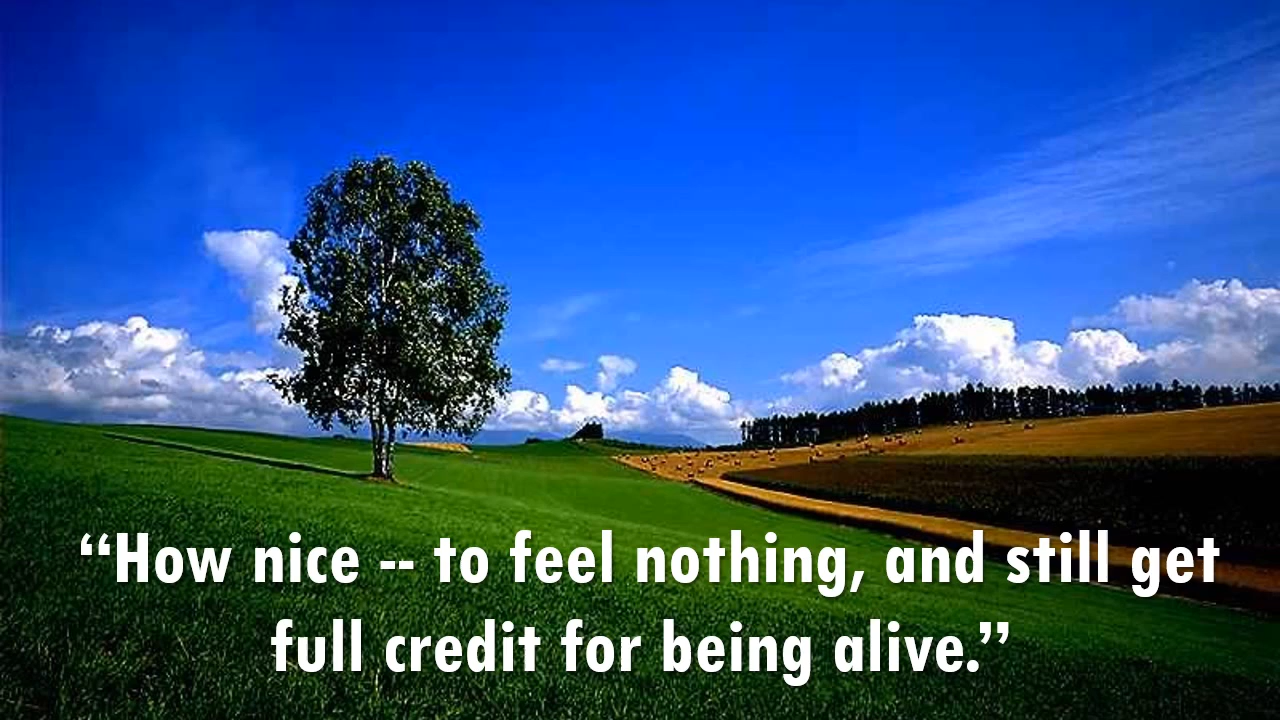 “How nice -- to feel nothing, and still get
full credit for being alive.”